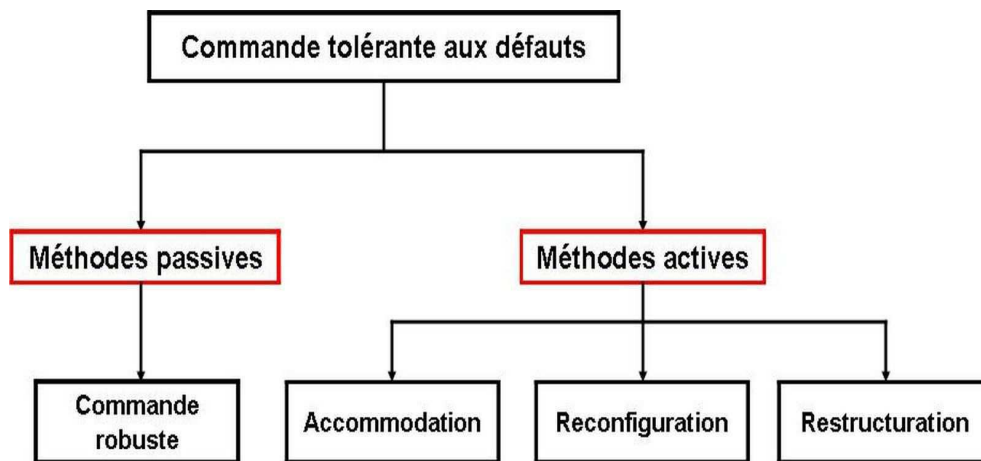 Commande tolérante aux défauts
Méthodes passives
Méthodes actives
Commande
robuste
Accommodation
Reconfiguration
Restructuration